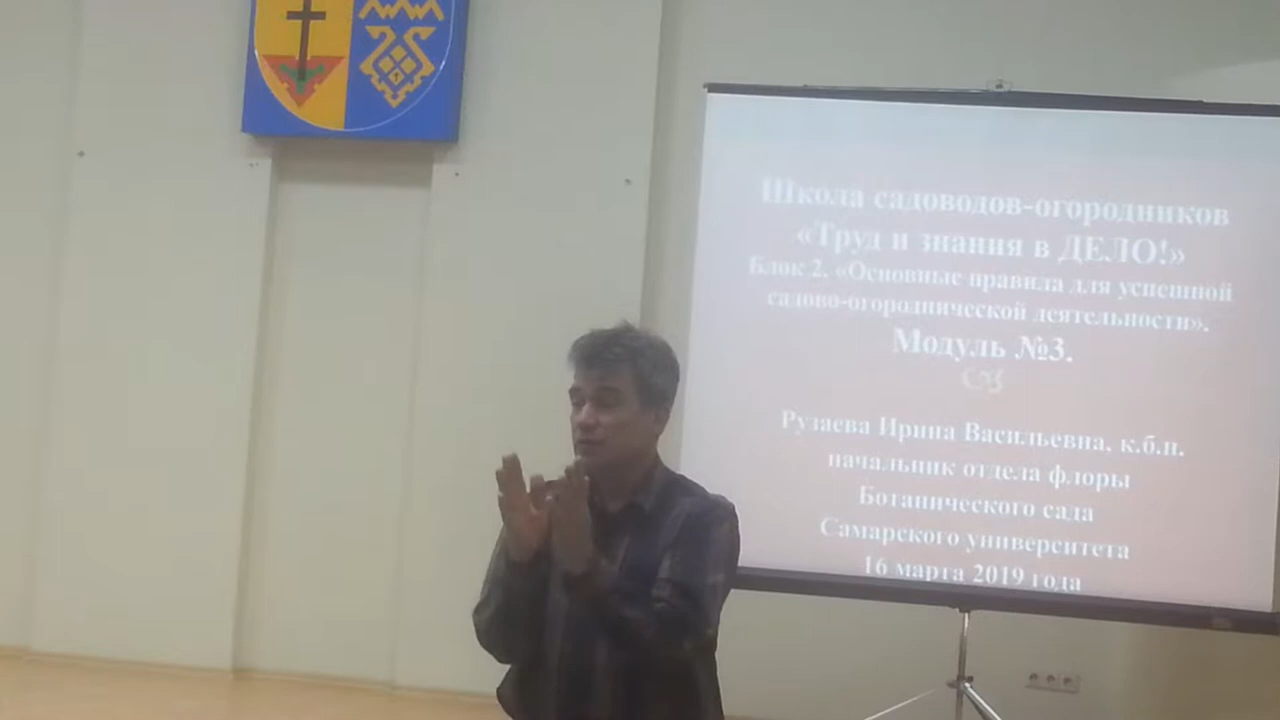 Школа садоводов-огородников
«Труд и знания в ДЕЛО!»
Блок 2. «Основные правила для успешной
садово-огороднической деятельности».
Модуль №3.
Рузаева Ирина Васильевна, к.б.н.
начальник отдела флоры
Ботанического сада
Самарского университета
16 марта 2019 года